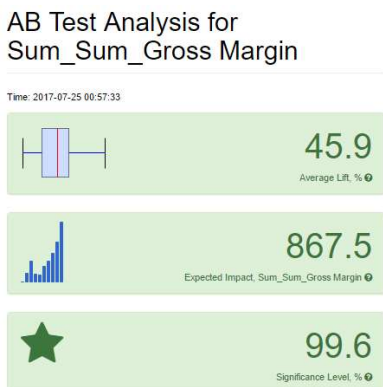 AB Test Analysis for
Sum_Sum_Gross Margin
Time: 2017-07-25 00:57:33
45.9
Average Lift, %
867.5
Expected Impact, Sum_Sum_Gross Margin
99.6
Significance Level, %